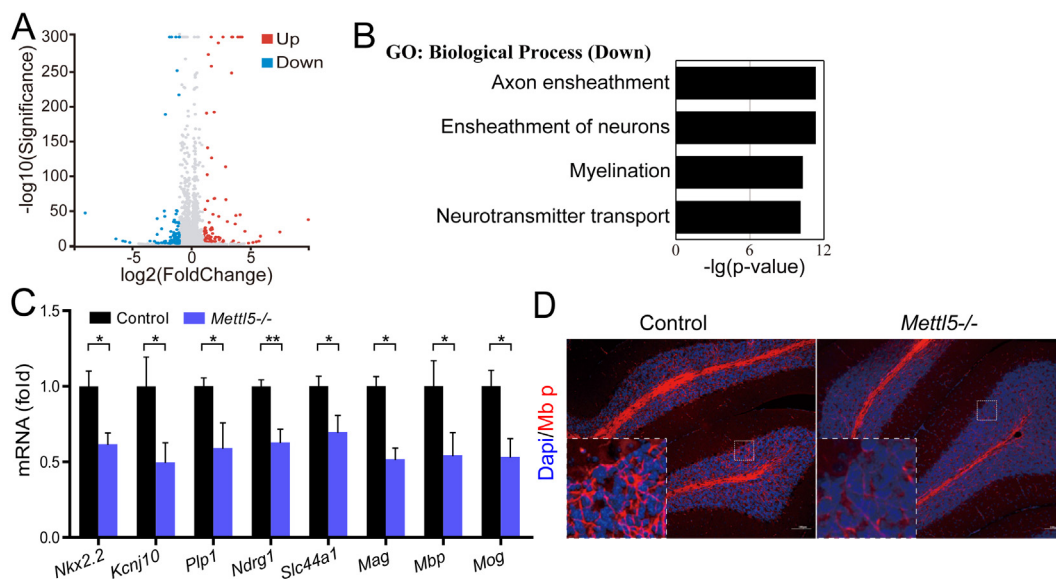 A
300
250
200
150
100
50
0
-log10(Significance)
Up
Down
-5
0
5
log2(FoldChange)
B
GO: Biological Process (Down)
Axon ensheathment
Ensheathment of neurons
Myelination
Neurotransmitter transport
0
6
12
-lg(p-value)
C
Control
Mettl5-/-
1.5
1.0
0.5
0.0
mRNA (fold)
*
*
*
**
*
*
*
*
Nkx2.2
Kcnj10
Plp1
Ndrg1
Slc44a1
Mag
Mbp
Mog
D
Control
Mettl5-/-
Dapi/Mb p